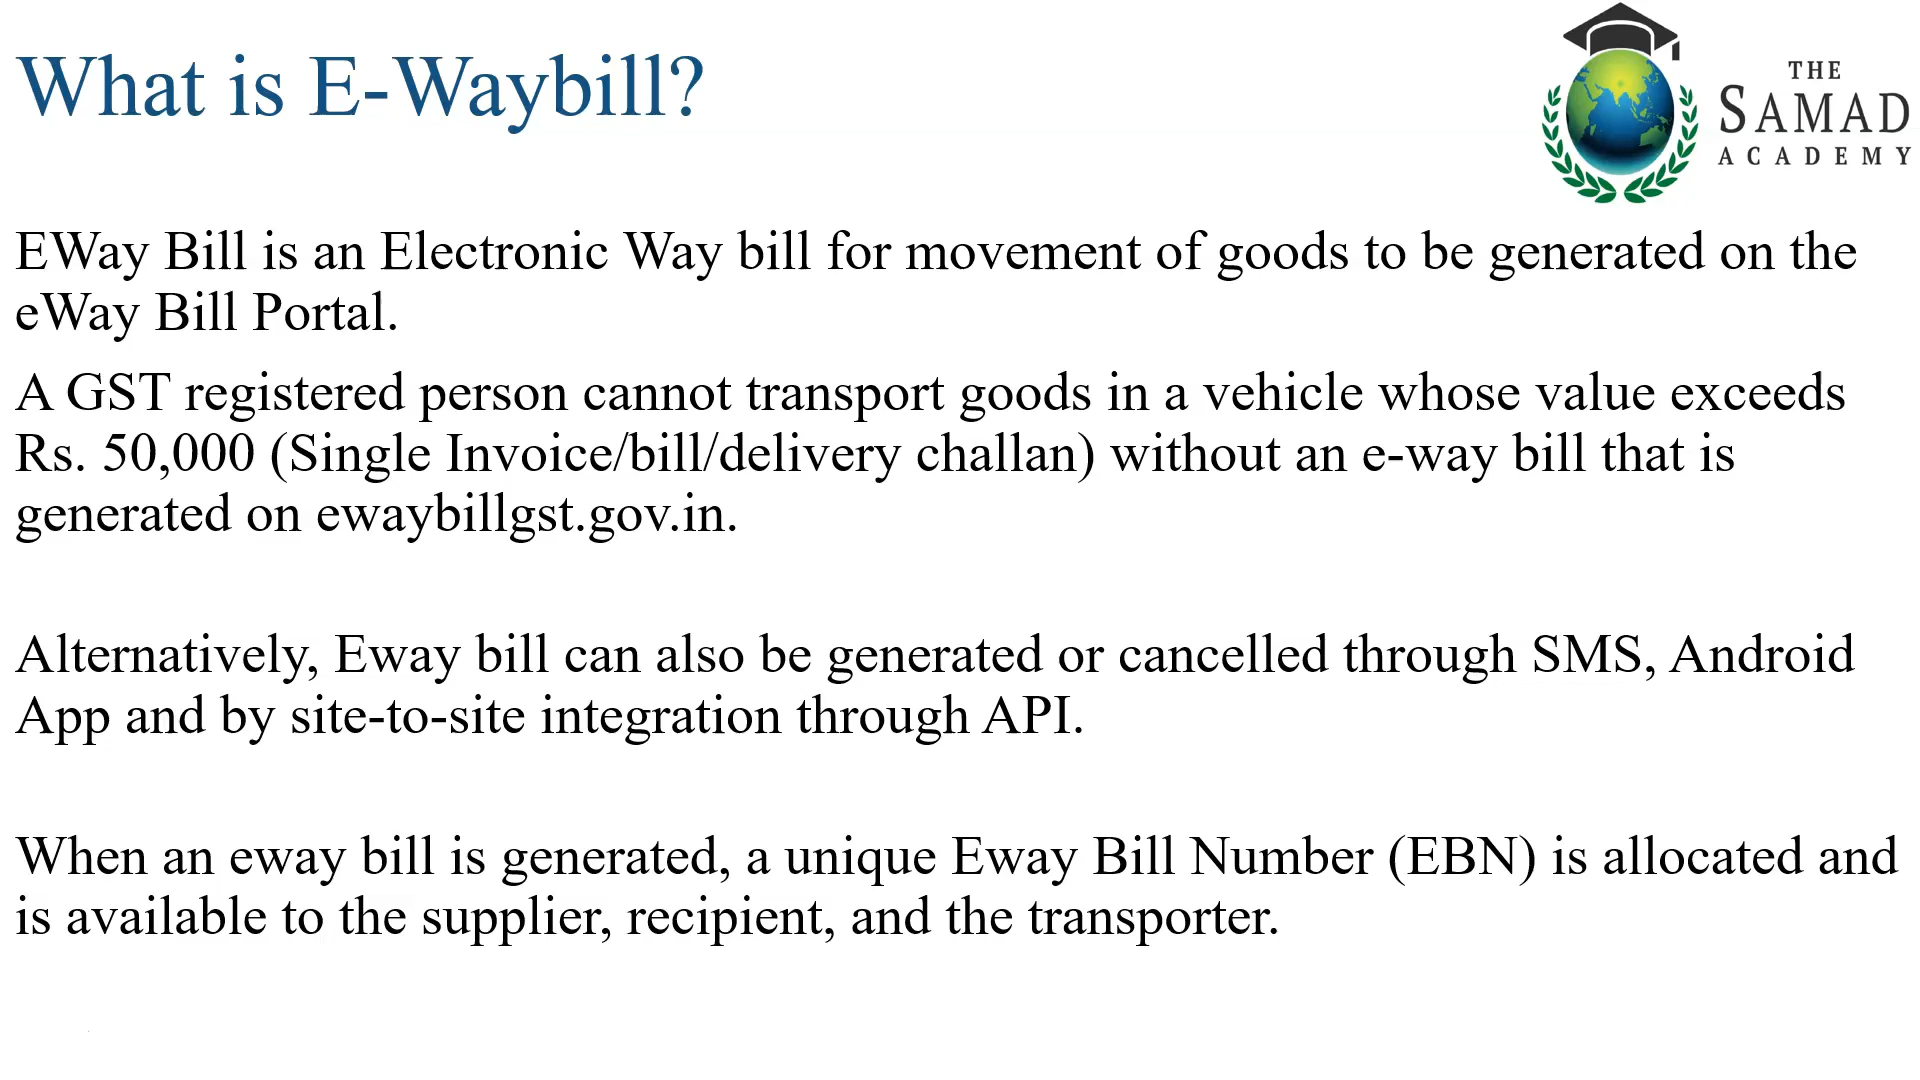 What is E-Waybill?
THE
SAMAD
ACADEMY
EWay Bill is an Electronic Way bill for movement of goods to be generated on the
eWay Bill Portal.
A GST registered person cannot transport goods in a vehicle whose value exceeds
Rs. 50,000 (Single Invoice/bill/delivery challan) without an e-way bill that is
generated on ewaybillgst.gov.in.
Alternatively, Eway bill can also be generated or cancelled through SMS, Android
App and by site-to-site integration through API.
When an eway bill is generated, a unique Eway Bill Number (EBN) is allocated and
is available to the supplier, recipient, and the transporter.